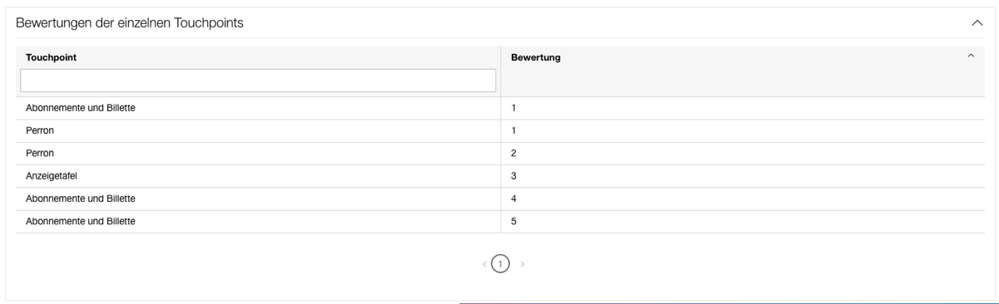 Bewertungen der einzelnen Touchpoints
Touchpoint Bewertung
Abonnemente und Billette 1
Perron 1
Perron 2
Anzeigetafel 3
Abonnemente und Billette 4
Abonnemente und Billette 5
1